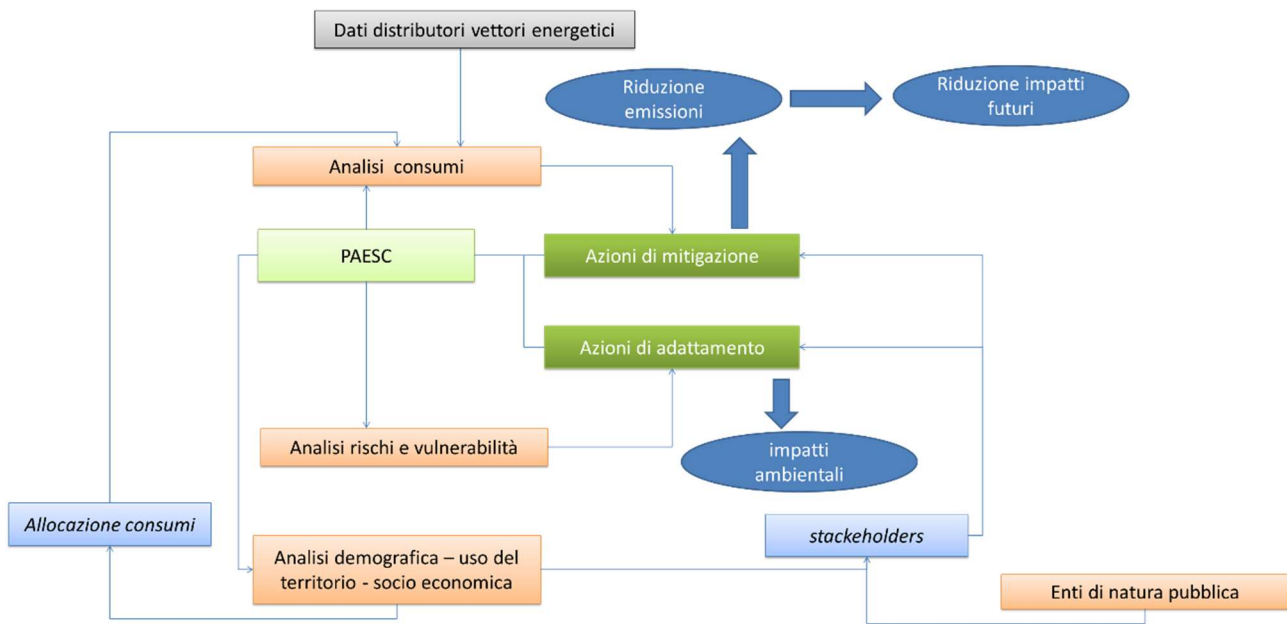 Dati distributori vettori energetici
Riduzione
emissioni
Riduzione impatti
futuri
Analisi consumi
PAESC
Azioni di mitigazione
Azioni di adattamento
Analisi rischi e vulnerabilità
impatti
ambientali
Allocazione consumi
stackeholders
Analisi demografica – uso del
territorio - socio economica
Enti di natura pubblica